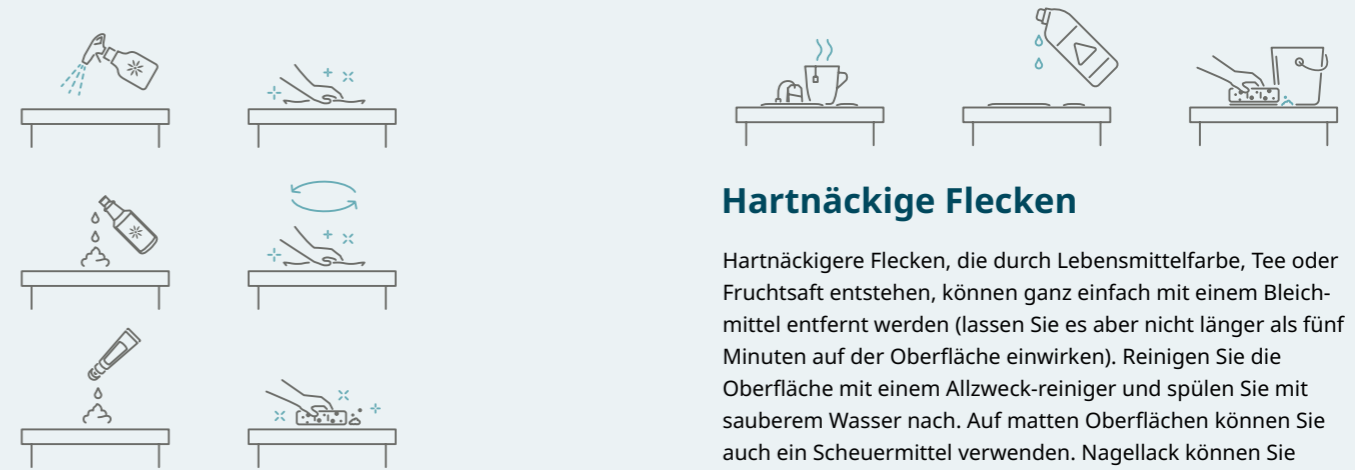 Hartnäckige Flecken
Hartnäckigere Flecken, die durch Lebensmittelfarbe, Tee oder
Fruchtsaft entstehen, können ganz einfach mit einem Bleich-
mittel entfernt werden (lassen Sie es aber nicht länger als fünf
Minuten auf der Oberfläche einwirken). Reinigen Sie die
Oberfläche mit einem Allzweck-reiniger und spülen Sie mit
sauberem Wasser nach. Auf matten Oberflächen können Sie
auch ein Scheuermittel verwenden. Nagellack können Sie